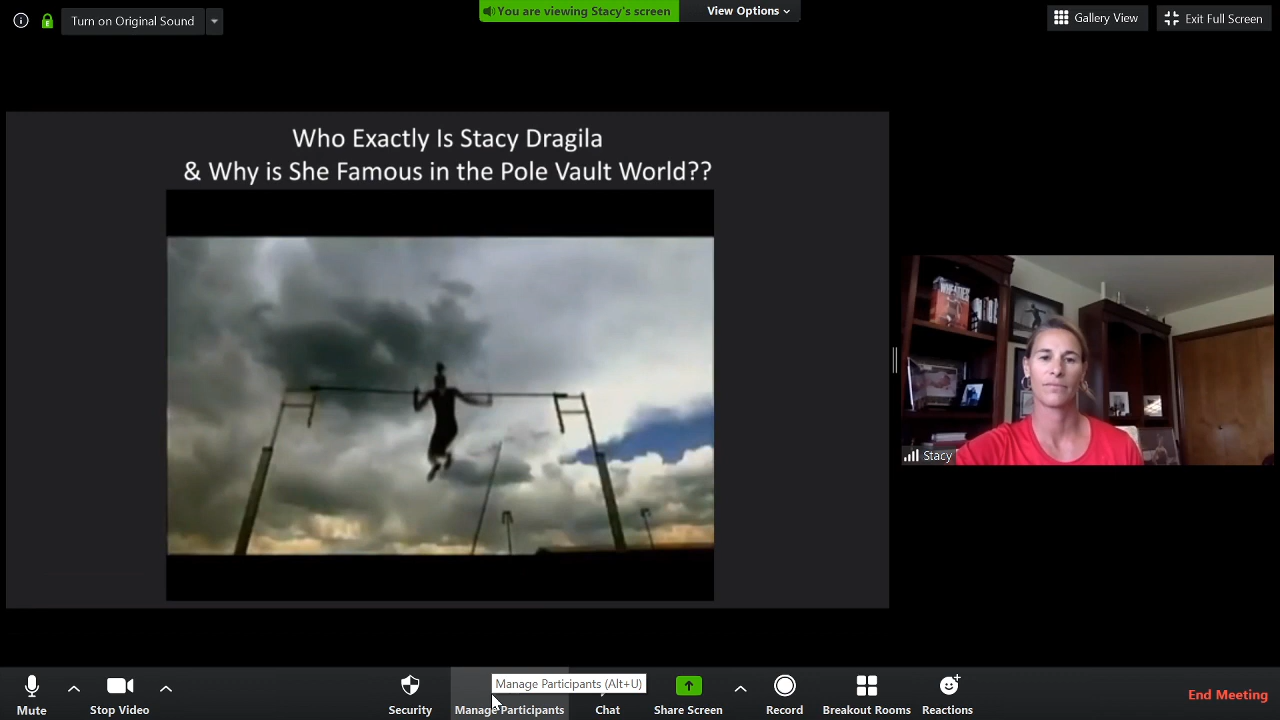 Turn on Original Sound
You are viewing Stacy's screen
View Options
Gallery View
Exit Full Screen
Who Exactly Is Stacy Dragila
& Why is She Famous in the Pole Vault World??
WHEATIES
Stacy
Manage Participants (Alt+U)
Mute
Stop Video
Security
Manage Participants
Chat
Share Screen
Record
Breakout Rooms
Reactions
End Meeting